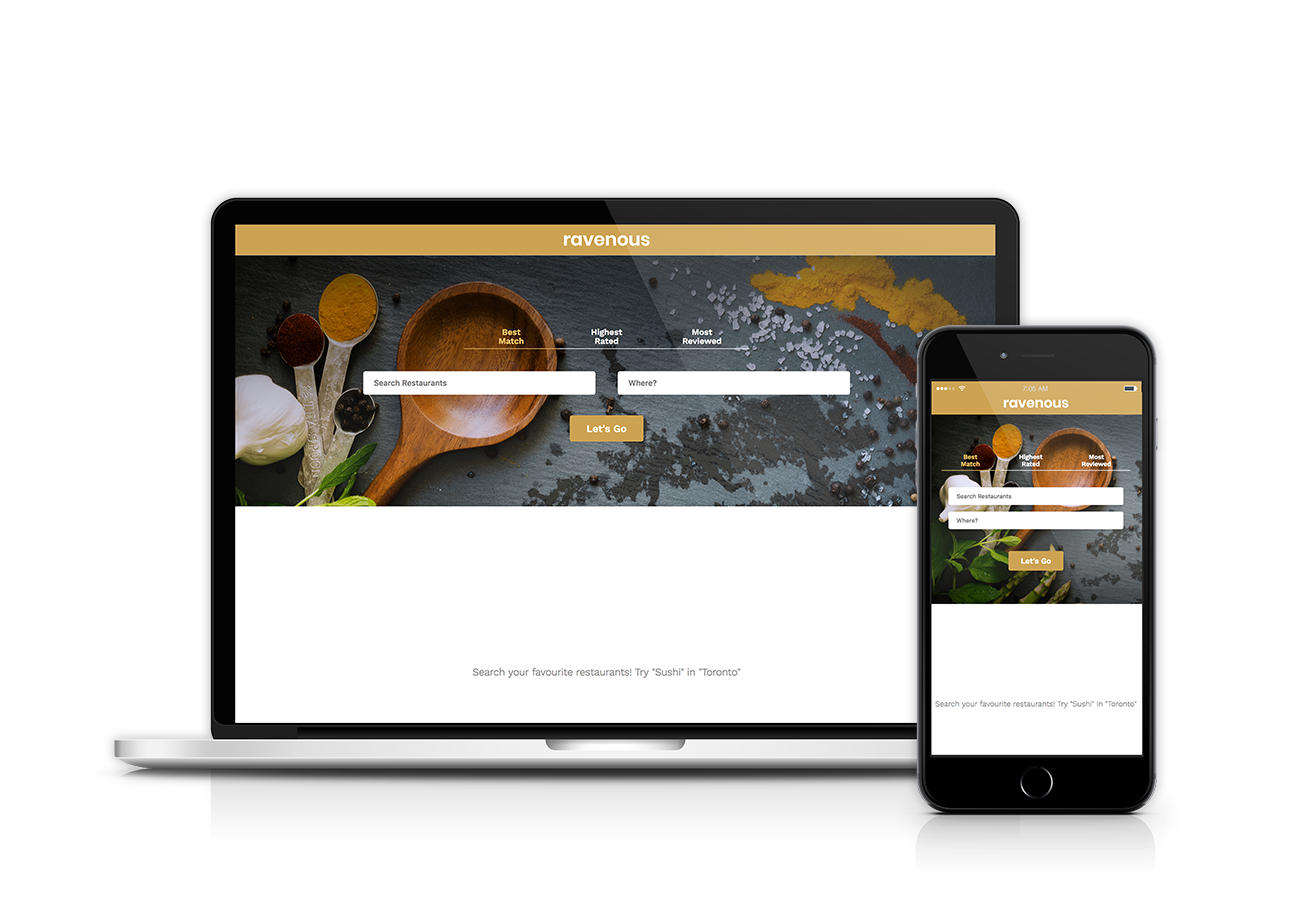 ravenous
Best
Match
Highest
Rated
Most
Reviewed
Search Restaurants
Where?
Let's Go
Search your favourite restaurants! Try "Sushi" in "Toronto"
7:05 AM
ravenous
Best
Match
Highest
Rated
Most
Reviewed
Search Restaurants
Where?
Let's Go
Search your favourite restaurants! Try "Sushi" in "Toronto"